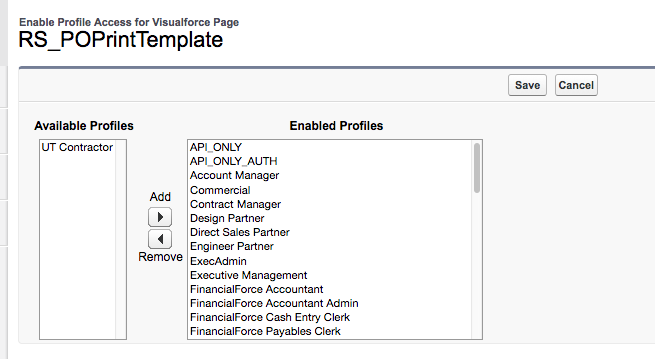 Enable Profile Access for Visualforce Page
RS_POPrintTemplate
Save Cancel
Available Profiles Enabled Profiles
UT Contractor
API_ONLY
API_ONLY_AUTH
Account Manager
Commercial
Contract Manager
Design Partner
Direct Sales Partner
Engineer Partner
ExecAdmin
Executive Management
FinancialForce Accountant
FinancialForce Accountant Admin
FinancialForce Cash Entry Clerk
FinancialForce Payables Clerk
Add
Remove